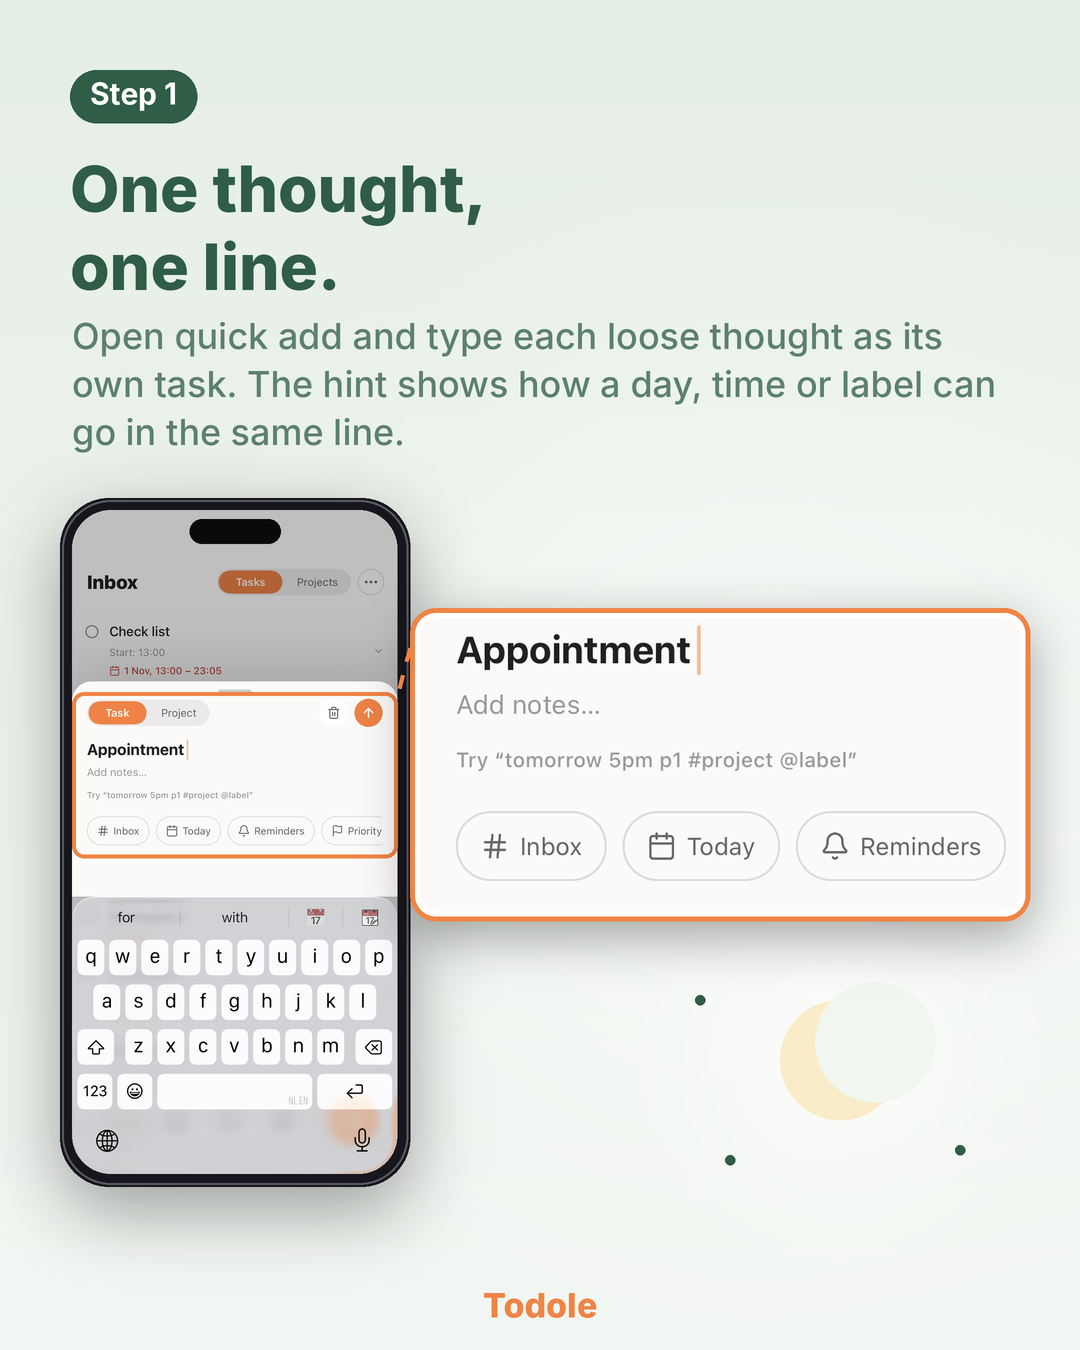 Step 1
One thought,
one line.
Open quick add and type each loose thought as its
own task. The hint shows how a day, time or label can
go in the same line.
Inbox
Tasks
Projects
Check list
Start: 13:00
1 Nov, 13:00 – 23:05
Task
Project
Appointment
Add notes...
Try “tomorrow 5pm p1 #project @label”
Inbox
Today
Reminders
Priority
for
with
17
17
q w e r t y u i o p
a s d f g h j k l
z x c v b n m
123
NL EN
Appointment
Add notes...
Try “tomorrow 5pm p1 #project @label”
Inbox
Today
Reminders
Todole